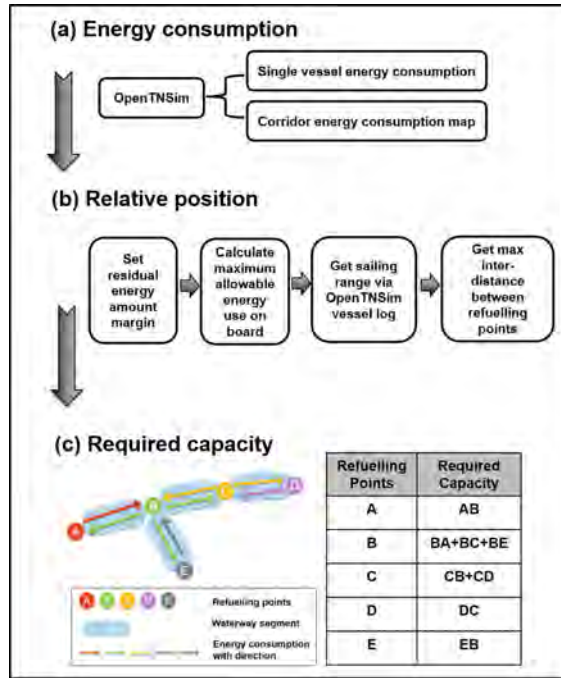 (a) Energy consumption
OpenTNSim
Single vessel energy consumption
Corridor energy consumption map
(b) Relative position
Set
residual
energy
amount
margin
Calculate
maximum
allowable
energy
use on
board
Get sailing
range via
OpenTNSim
vessel log
Get max
inter-
distance
between
refuelling
points
(c) Required capacity
A
E
Refuelling points
Waterway segment
Energy consumption
with direction
Refuelling Required
Points Capacity
A AB
B BA+BC+BE
C CB+CD
D DC
E EB